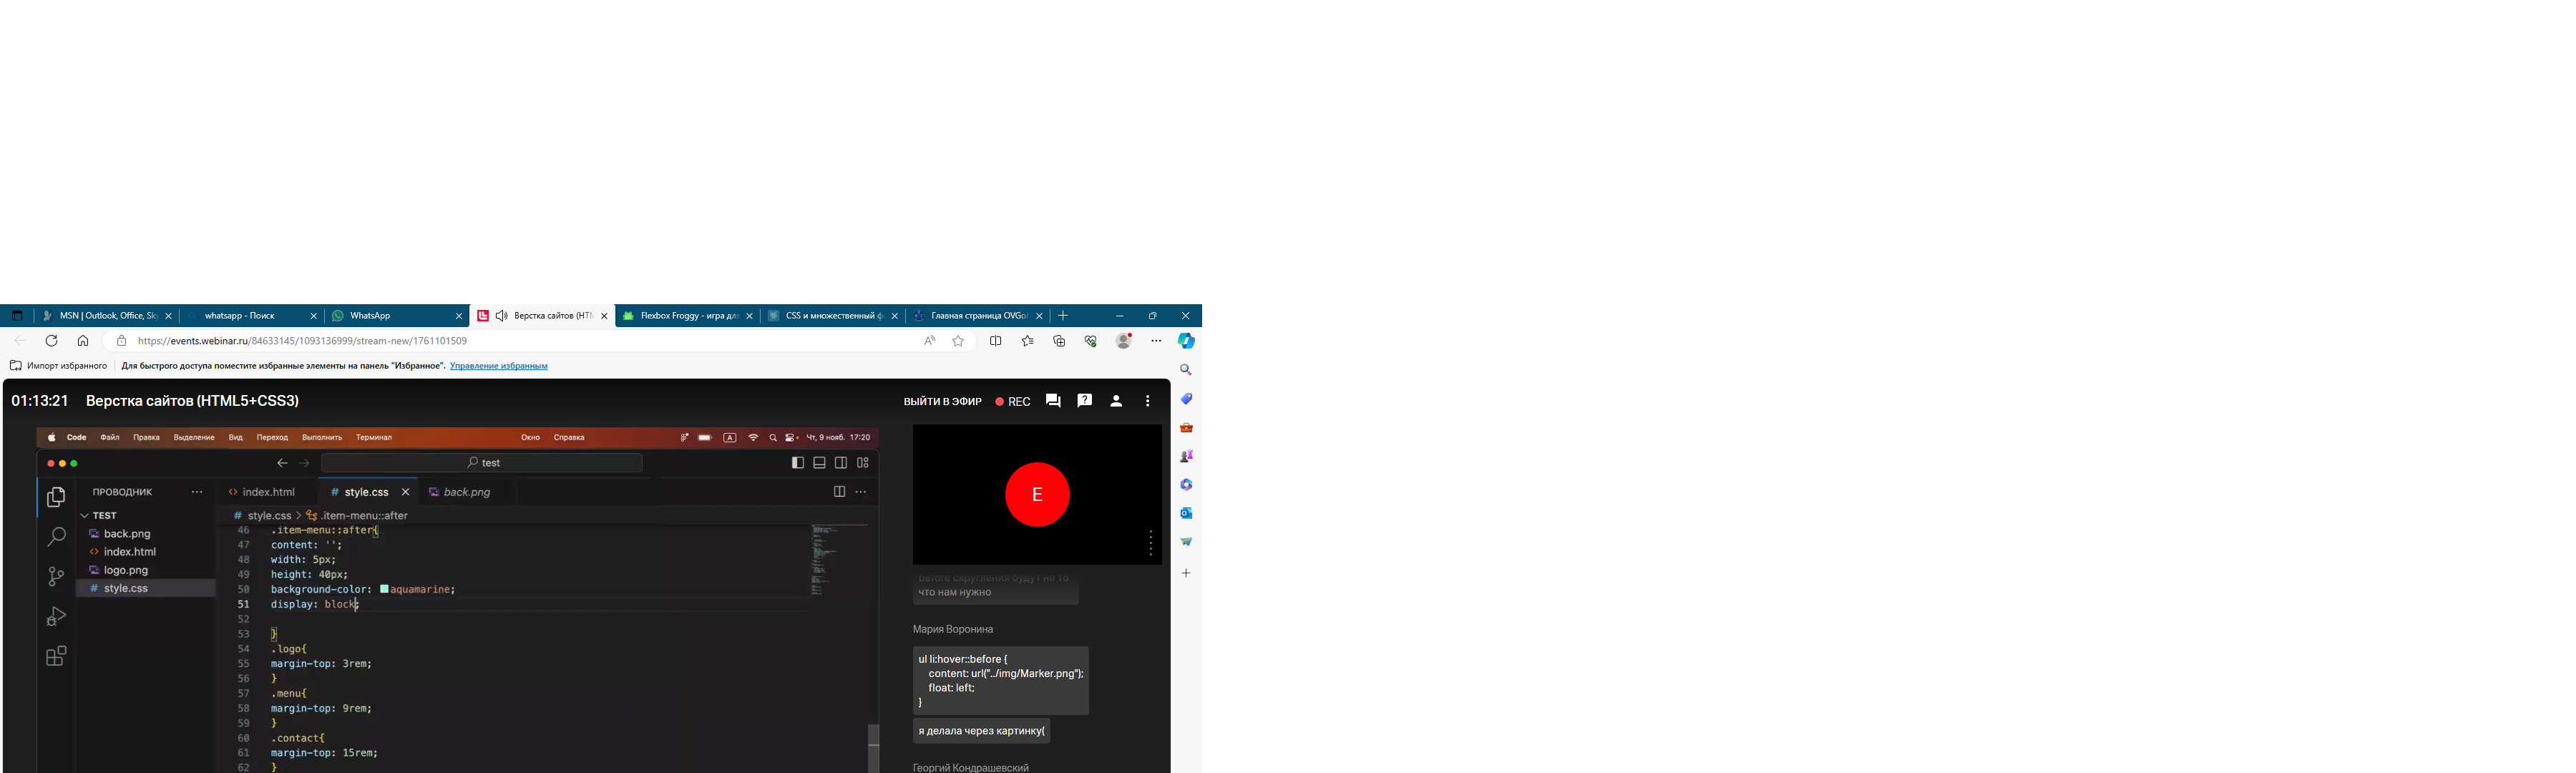 MSN | Outlook, Office, Sk
whatsapp - Поиск
WhatsApp
Верстка сайтов (HTM
Flexbox Froggy - игра для
CSS и множественный ф
Главная страница OVGor
https://events.webinar.ru/84633145/1093136999/stream-new/1761101509
Импорт избранного
Для быстрого доступа поместите избранные элементы на панель "Избранное". Управление избранным
01:13:21 Верстка сайтов (HTML5+CSS3)
ВЫЙТИ В ЭФИР
REC
Code Файл Правка Выделение Вид Переход Выполнить Терминал Окно Справка
A
Чт, 9 нояб. 17:20
test
ПРОВОДНИК
TEST
back.png
index.html
logo.png
style.css
index.html
style.css
back.png
style.css > .item-menu::after
46 .item-menu::after{
47 content: '';
48 width: 5px;
49 height: 40px;
50 background-color: aquamarine;
51 display: block;
52
53 }
54 .logo{
55 margin-top: 3rem;
56 }
57 .menu{
58 margin-top: 9rem;
59 }
60 .contact{
61 margin-top: 15rem;
62 }
E
before скругления будут не то
что нам нужно
Мария Воронина
ul li:hover::before {
content: url("../img/Marker.png");
float: left;
}
я делала через картинку(
Георгий Кондрашевский